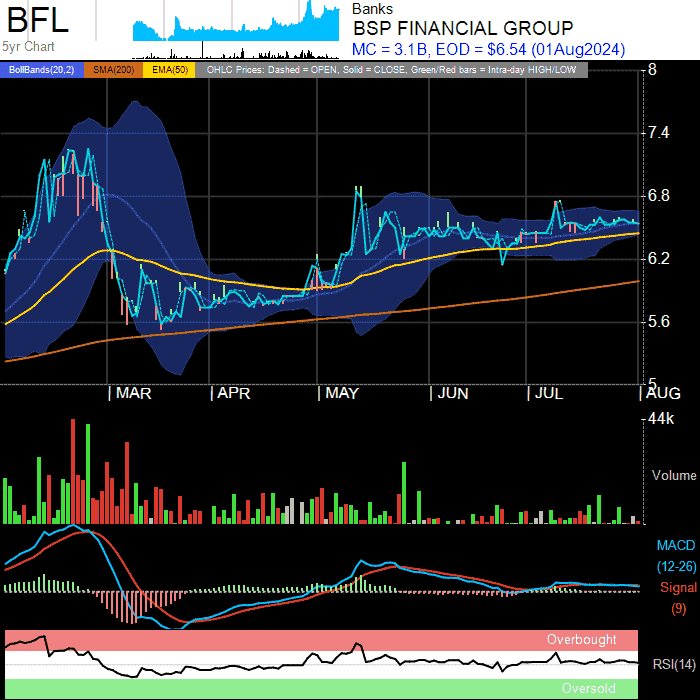 BFL
5yr Chart
Banks
BSP FINANCIAL GROUP
MC = 3.1B, EOD = $6.54 (01Aug2024)
BollBands(20,2) SMA(200) EMA(50) OHLC Prices: Dashed = OPEN, Solid = CLOSE, Green/Red bars = Intra-day HIGH/LOW
8
7.4
6.8
6.2
5.6
5
| MAR | APR | MAY | JUN | JUL | AUG
44k
Volume
MACD
(12-26)
Signal
(9)
Overbought
RSI(14)
Oversold